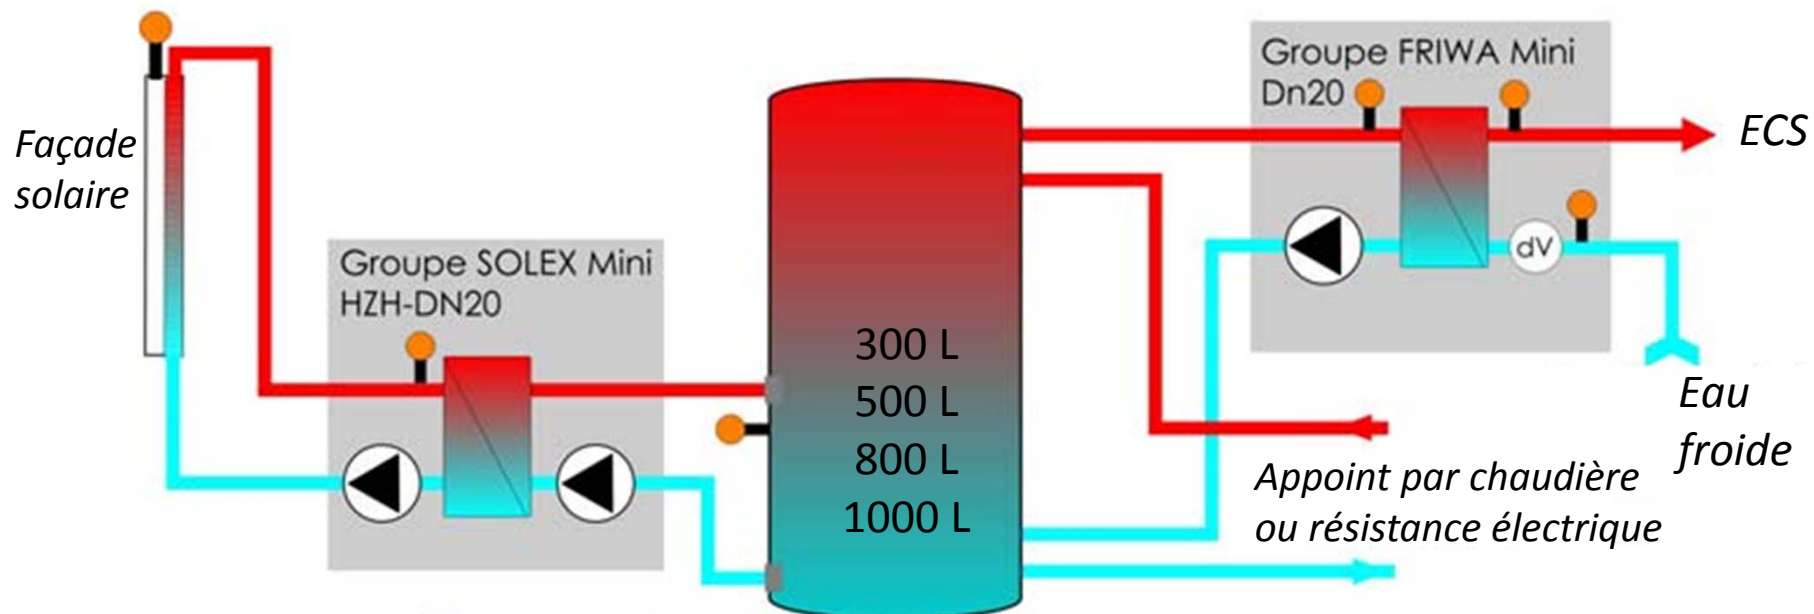 Façade
solaire
Groupe SOLEX Mini
HZH-DN20
300 L
500 L
800 L
1000 L
Groupe FRIWA Mini
Dn20
ECS
dV
Eau
froide
Appoint par chaudière
ou résistance électrique